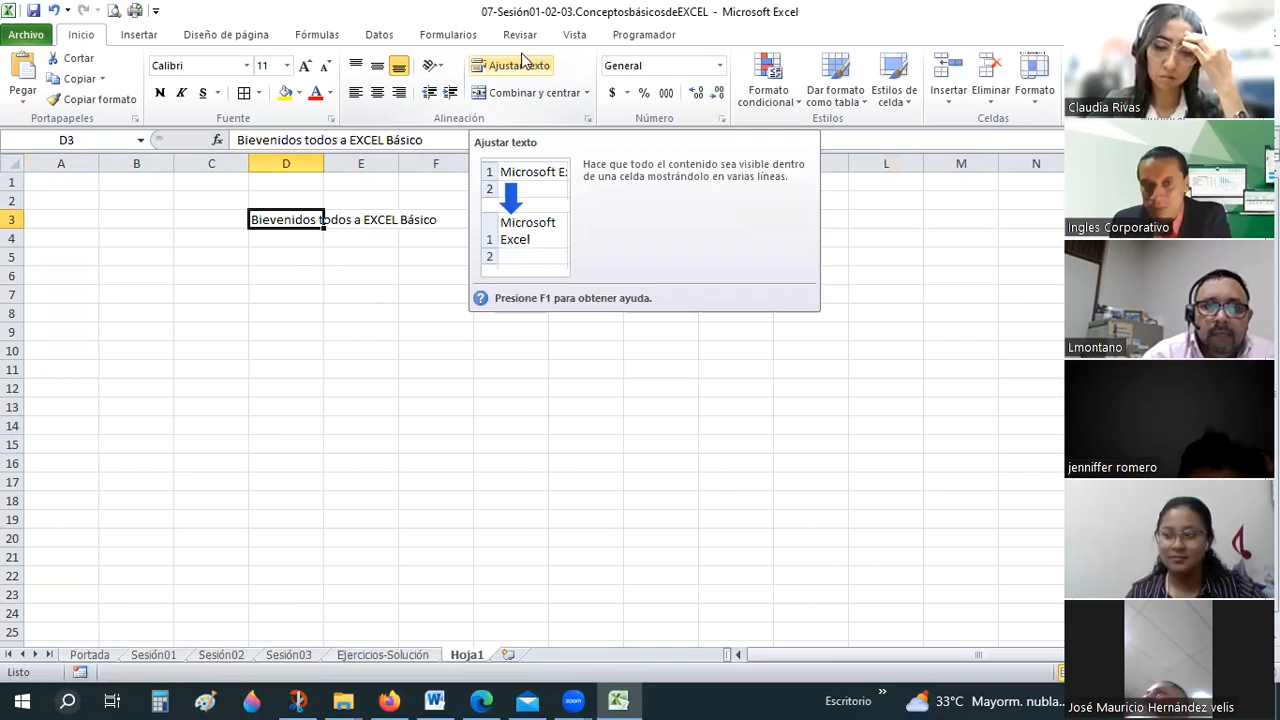 07-Sesión01-02-03.ConceptosbásicosdeEXCEL - Microsoft Excel
Archivo Inicio Insertar Diseño de página Fórmulas Datos Formularios Revisar Vista Programador
Pegar
Cortar
Copiar
Copiar formato
Portapapeles
Calibri 11
N K S
Fuente
Ajustar texto
Combinar y centrar
Alineación
General
$ % 000
Número
Formato condicional
Dar formato como tabla
Estilos de celda
Estilos
Insertar Eliminar Formato
Celdas
D3 fx Bievenidos todos a EXCEL Básico
A B C D E F L M N
1
2
3 Bievenidos todos a EXCEL Básico
4
5
6
7
8
9
10
11
12
13
14
15
16
17
18
19
20
21
22
23
24
25
Ajustar texto
1 Microsoft E
2
Microsoft
1 Excel
2
Hace que todo el contenido sea visible dentro
de una celda mostrándolo en varias líneas.
Presione F1 para obtener ayuda.
Portada Sesión01 Sesión02 Sesión03 Ejercicios-Solución Hoja1
Listo
Escritorio » 33°C Mayorm. nubla...
Claudia Rivas
Ingles Corporativo
Lmontano
jenniffer romero
José Mauricio Hernández velis